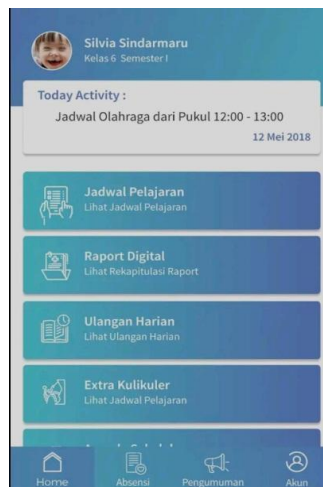 Silvia Sindarmaru
Kelas 6 Semester I
Today Activity :
Jadwal Olahraga dari Pukul 12:00 - 13:00
12 Mei 2018
Jadwal Pelajaran
Lihat Jadwal Pelajaran
Raport Digital
Lihat Rekapitulasi Raport
Ulangan Harian
Lihat Ulangan Harian
Extra Kulikuler
Lihat Jadwal Pelajaran
Home
Absensi
Pengumuman
Akun